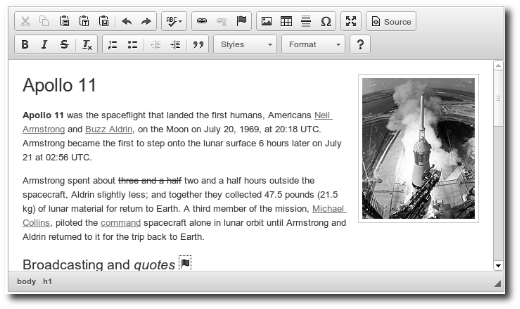 ABC
Source
B I S Tx
Styles
Format
?
Apollo 11
Apollo 11 was the spaceflight that landed the first humans, Americans Neil
Armstrong and Buzz Aldrin, on the Moon on July 20, 1969, at 20:18 UTC.
Armstrong became the first to step onto the lunar surface 6 hours later on July
21 at 02:56 UTC.
Armstrong spent about three and a half two and a half hours outside the
spacecraft, Aldrin slightly less; and together they collected 47.5 pounds (21.5
kg) of lunar material for return to Earth. A third member of the mission, Michael
Collins, piloted the command spacecraft alone in lunar orbit until Armstrong and
Aldrin returned to it for the trip back to Earth.
Broadcasting and quotes
body h1